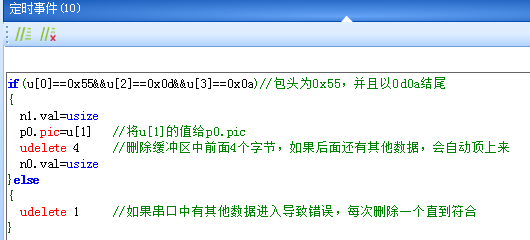 定时事件(10)
if(u[0]==0x55&&u[2]==0x0d&&u[3]==0x0a)//包头为0x55，并且以0d0a结尾
{
n1.val=usize
p0.pic=u[1] //将u[1]的值给p0.pic
udelete 4 //删除缓冲区中前面4个字节，如果后面还有其他数据，会自动顶上来
n0.val=usize
}else
{
udelete 1 //如果串口中有其他数据进入导致错误，每次删除一个直到符合
}